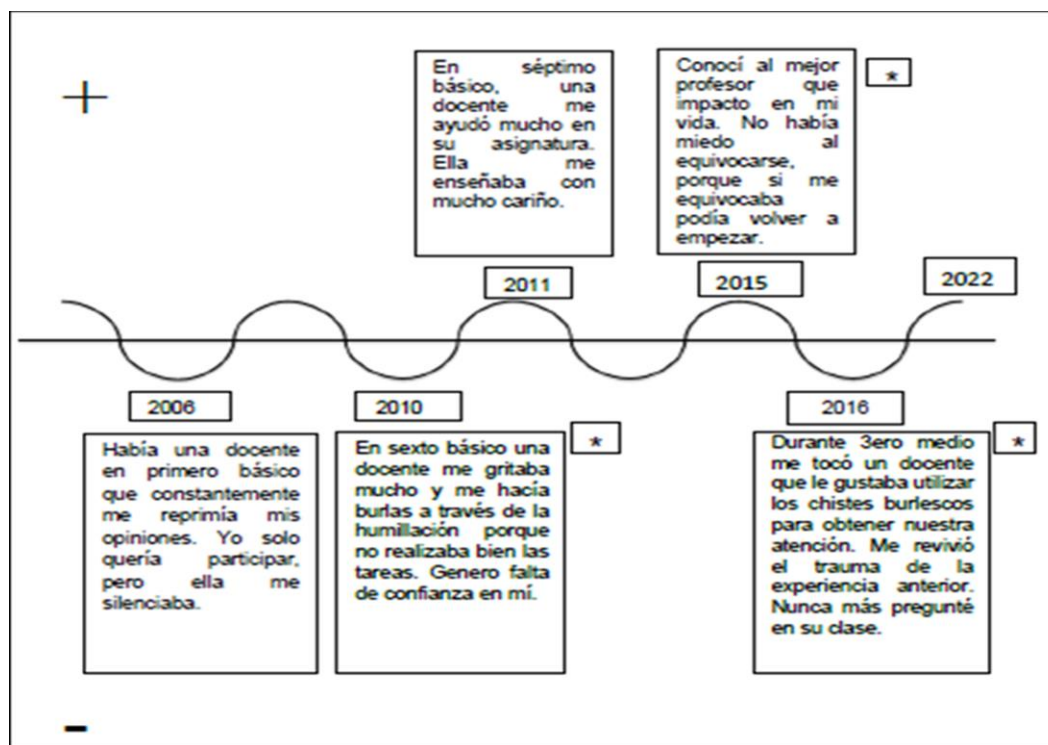 +
En séptimo
básico, una
docente me
ayudó mucho en
su asignatura.
Ella me
enseñaba con
mucho cariño.
Conocí al mejor
profesor que
impacto en mi
vida. No había
miedo al
equivocarse,
porque si me
equivocaba
podía volver a
empezar.
*
2011
2015
2022
2006
2010
2016
Había una docente
en primero básico
que constantemente
me reprimía mis
opiniones. Yo solo
quería participar,
pero ella me
silenciaba.
En sexto básico una
docente me gritaba
mucho y me hacía
burlas a través de la
humillación porque
no realizaba bien las
tareas. Genero falta
de confianza en mí.
*
Durante 3ero medio
me tocó un docente
que le gustaba utilizar
los chistes burlescos
para obtener nuestra
atención. Me revivió
el trauma de la
experiencia anterior.
Nunca más pregunté
en su clase.
*
-